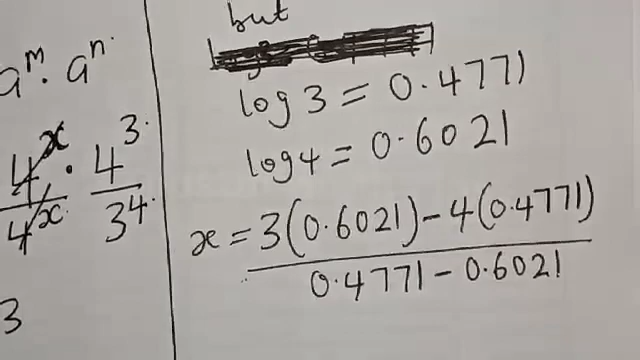 a^m · a^n
4^x · 4^3
4^x 3^4
3
but
log 3 = 0.4771
log 4 = 0.6021
x = 3(0.6021) - 4(0.4771)
0.4771 - 0.6021